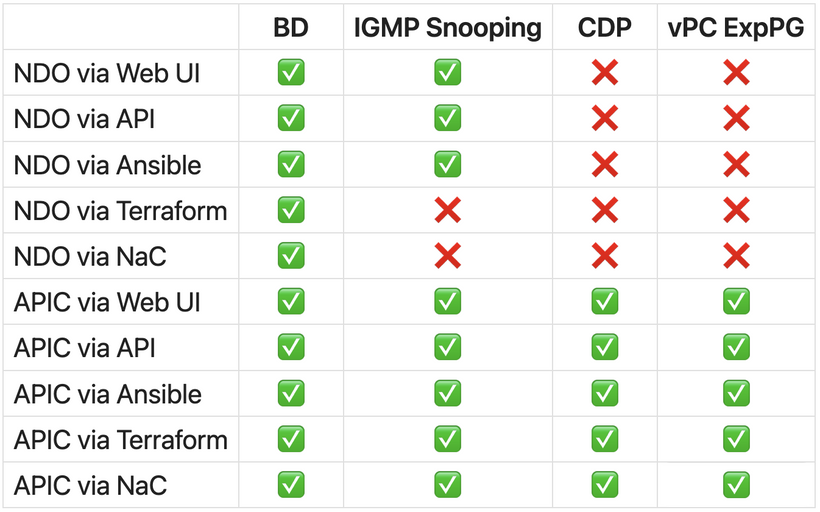 BD IGMP Snooping CDP vPC ExpPG
NDO via Web UI ✅ ✅ ❌ ❌
NDO via API ✅ ✅ ❌ ❌
NDO via Ansible ✅ ✅ ❌ ❌
NDO via Terraform ✅ ❌ ❌ ❌
NDO via NaC ✅ ❌ ❌ ❌
APIC via Web UI ✅ ✅ ✅ ✅
APIC via API ✅ ✅ ✅ ✅
APIC via Ansible ✅ ✅ ✅ ✅
APIC via Terraform ✅ ✅ ✅ ✅
APIC via NaC ✅ ✅ ✅ ✅